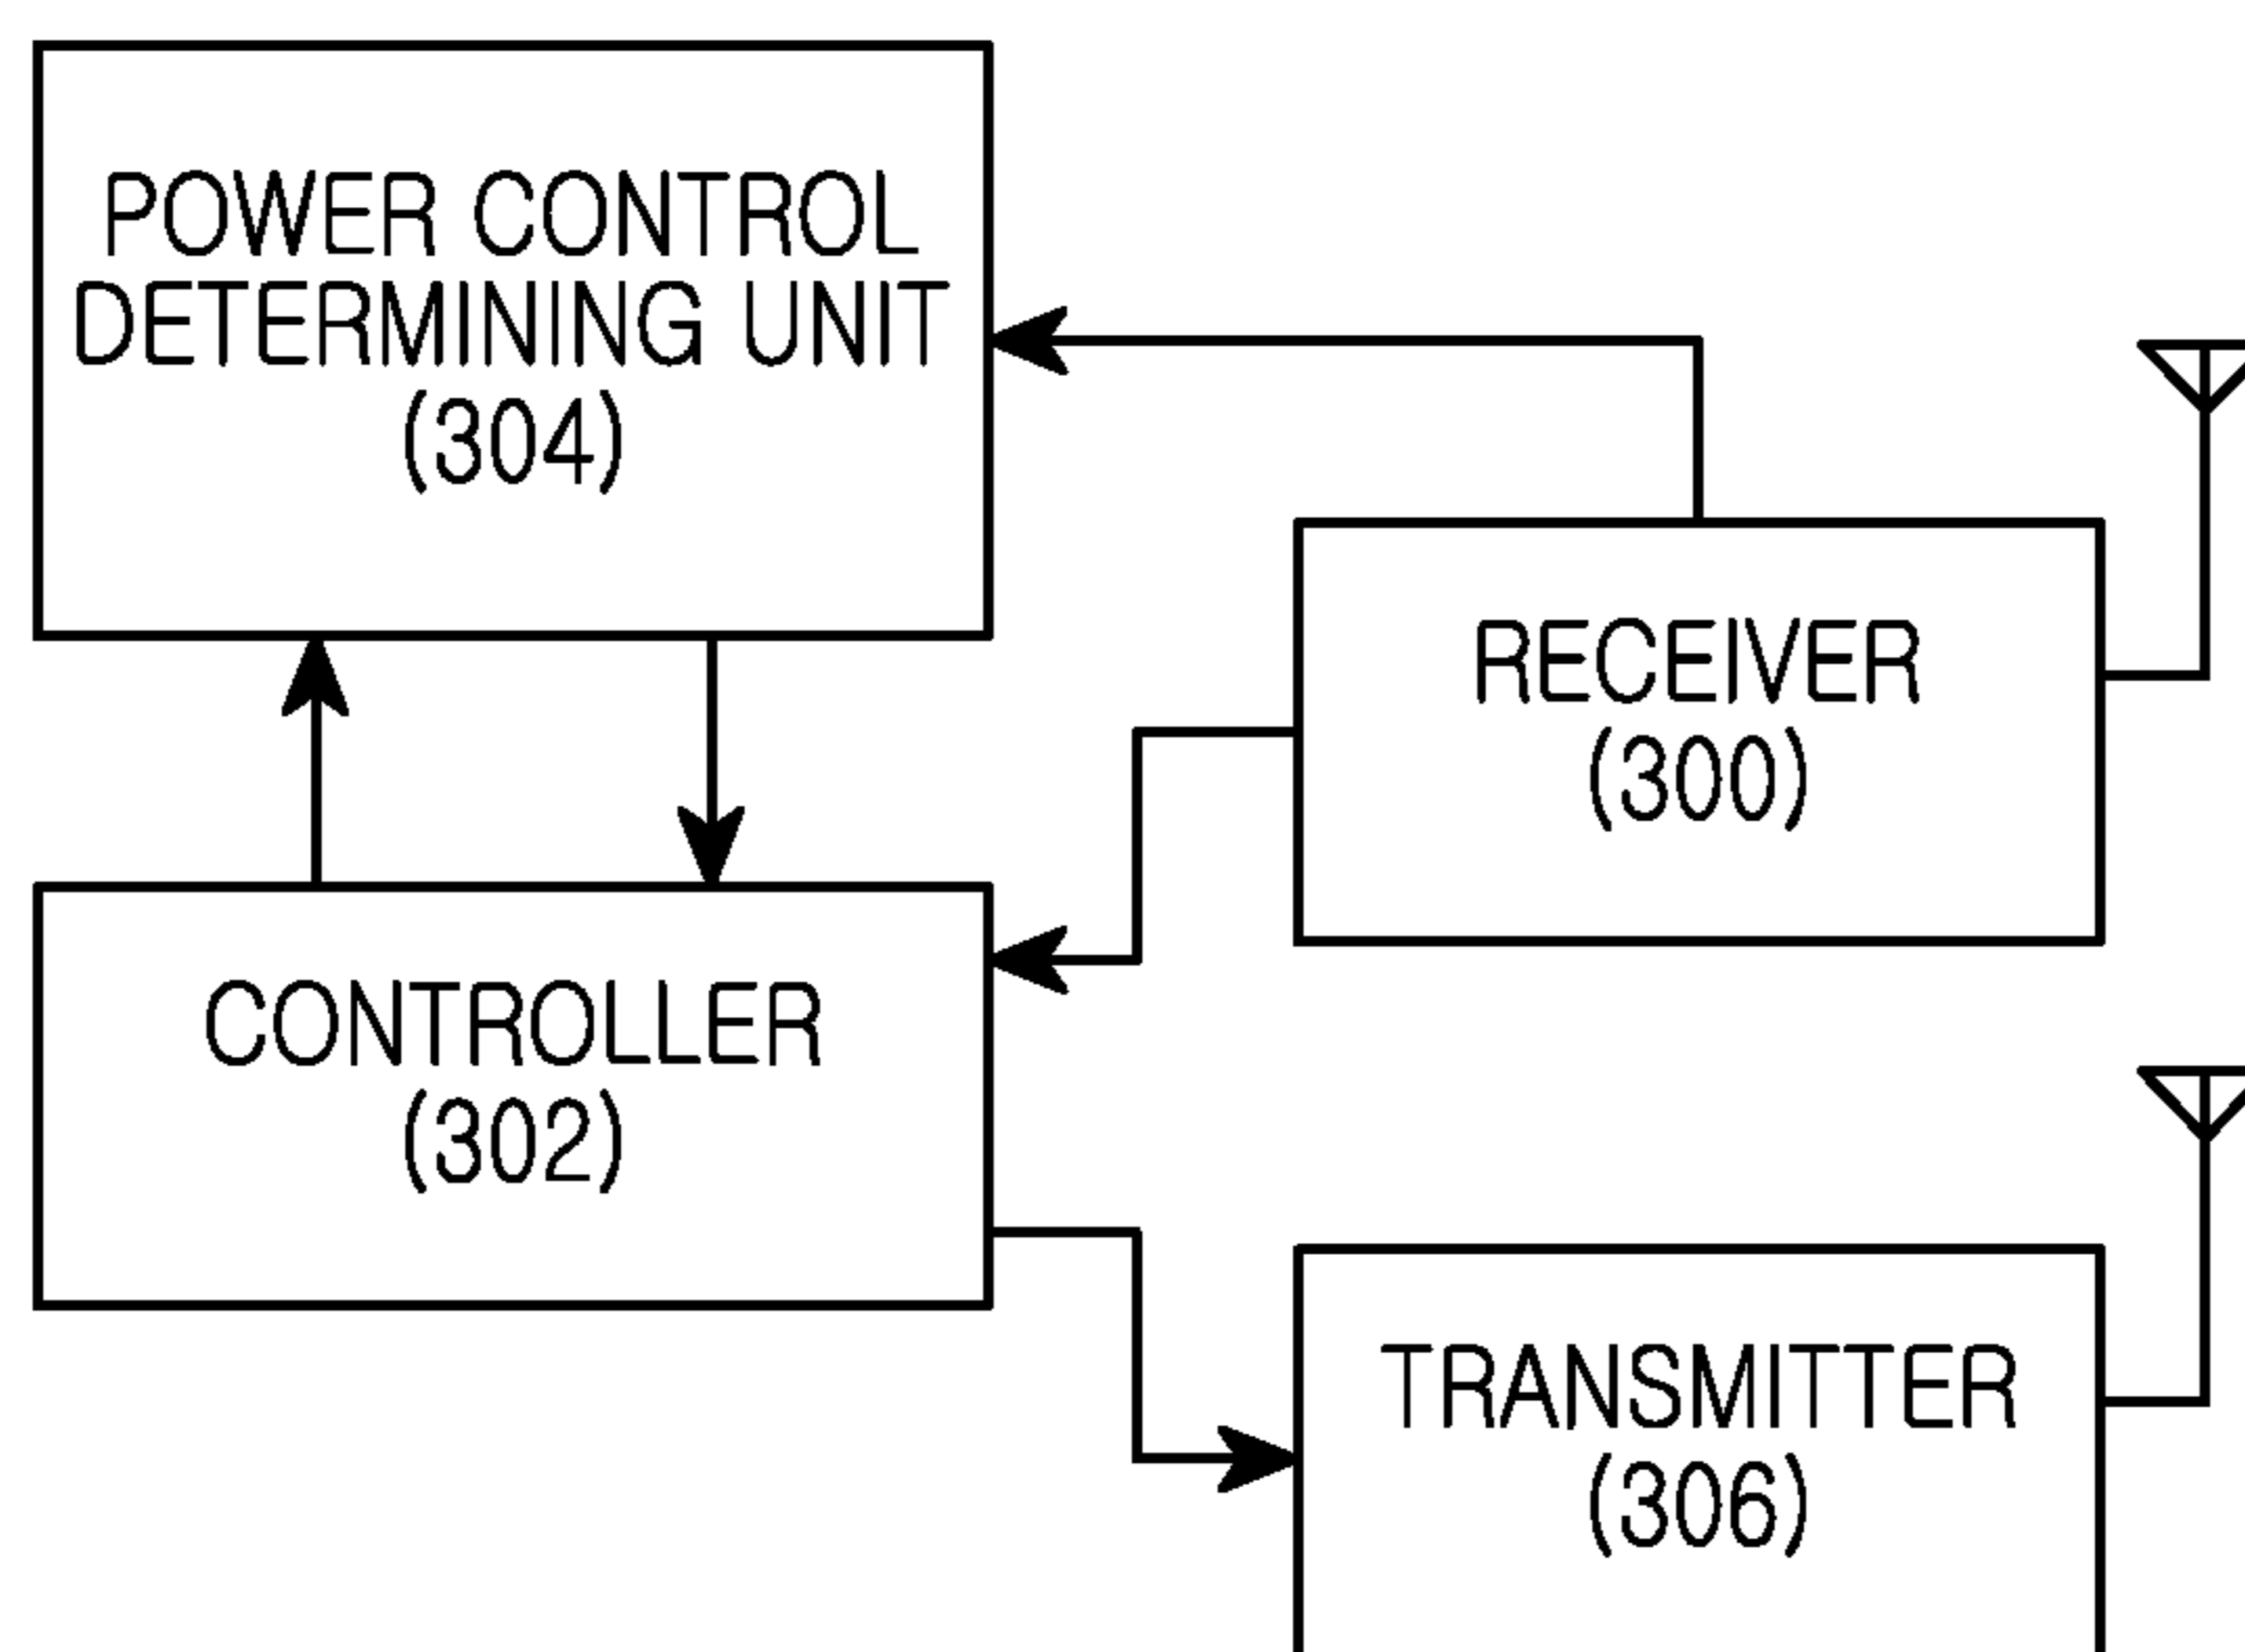 POWER CONTROL
DETERMINING UNIT
(304)
RECEIVER
(300)
CONTROLLER
(302)
TRANSMITTER
(306)